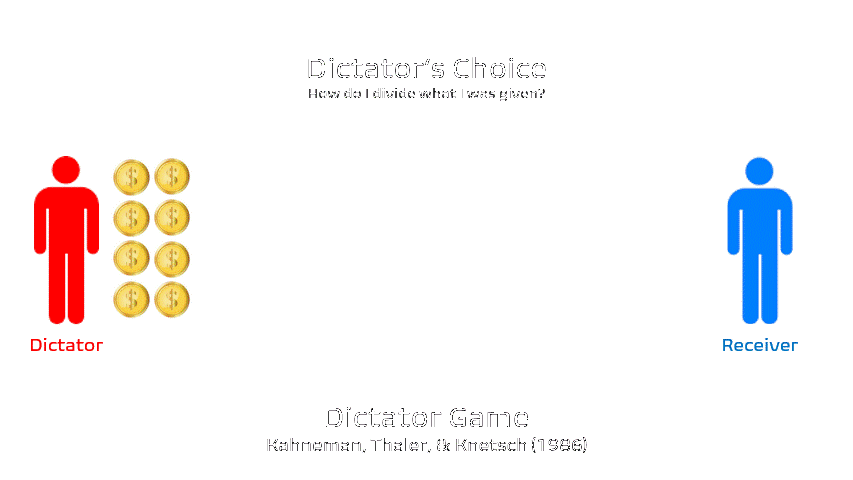 Dictator's Choice
How do I divide what I was given?
Dictator
Receiver
Dictator Game
Kahneman, Thaler, & Knetsch (1986)